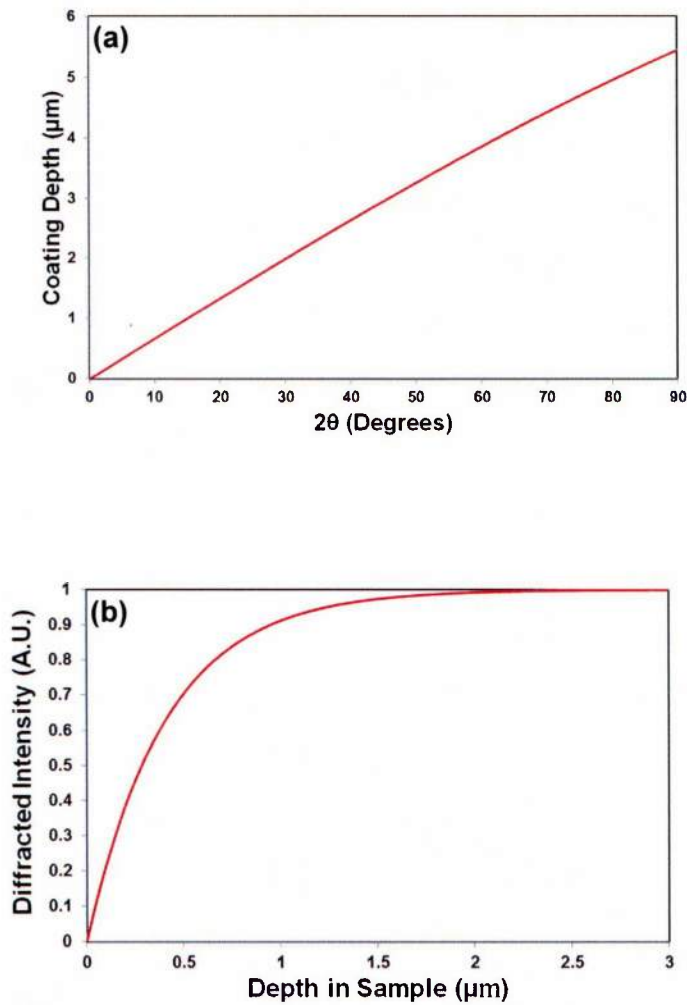 (a)
Coating Depth (µm)
6
5
4
3
2
1
0
0 10 20 30 40 50 60 70 80 90
2θ (Degrees)
(b)
Diffracted Intensity (A.U.)
1
0.9
0.8
0.7
0.6
0.5
0.4
0.3
0.2
0.1
0
0 0.5 1 1.5 2 2.5 3
Depth in Sample (µm)